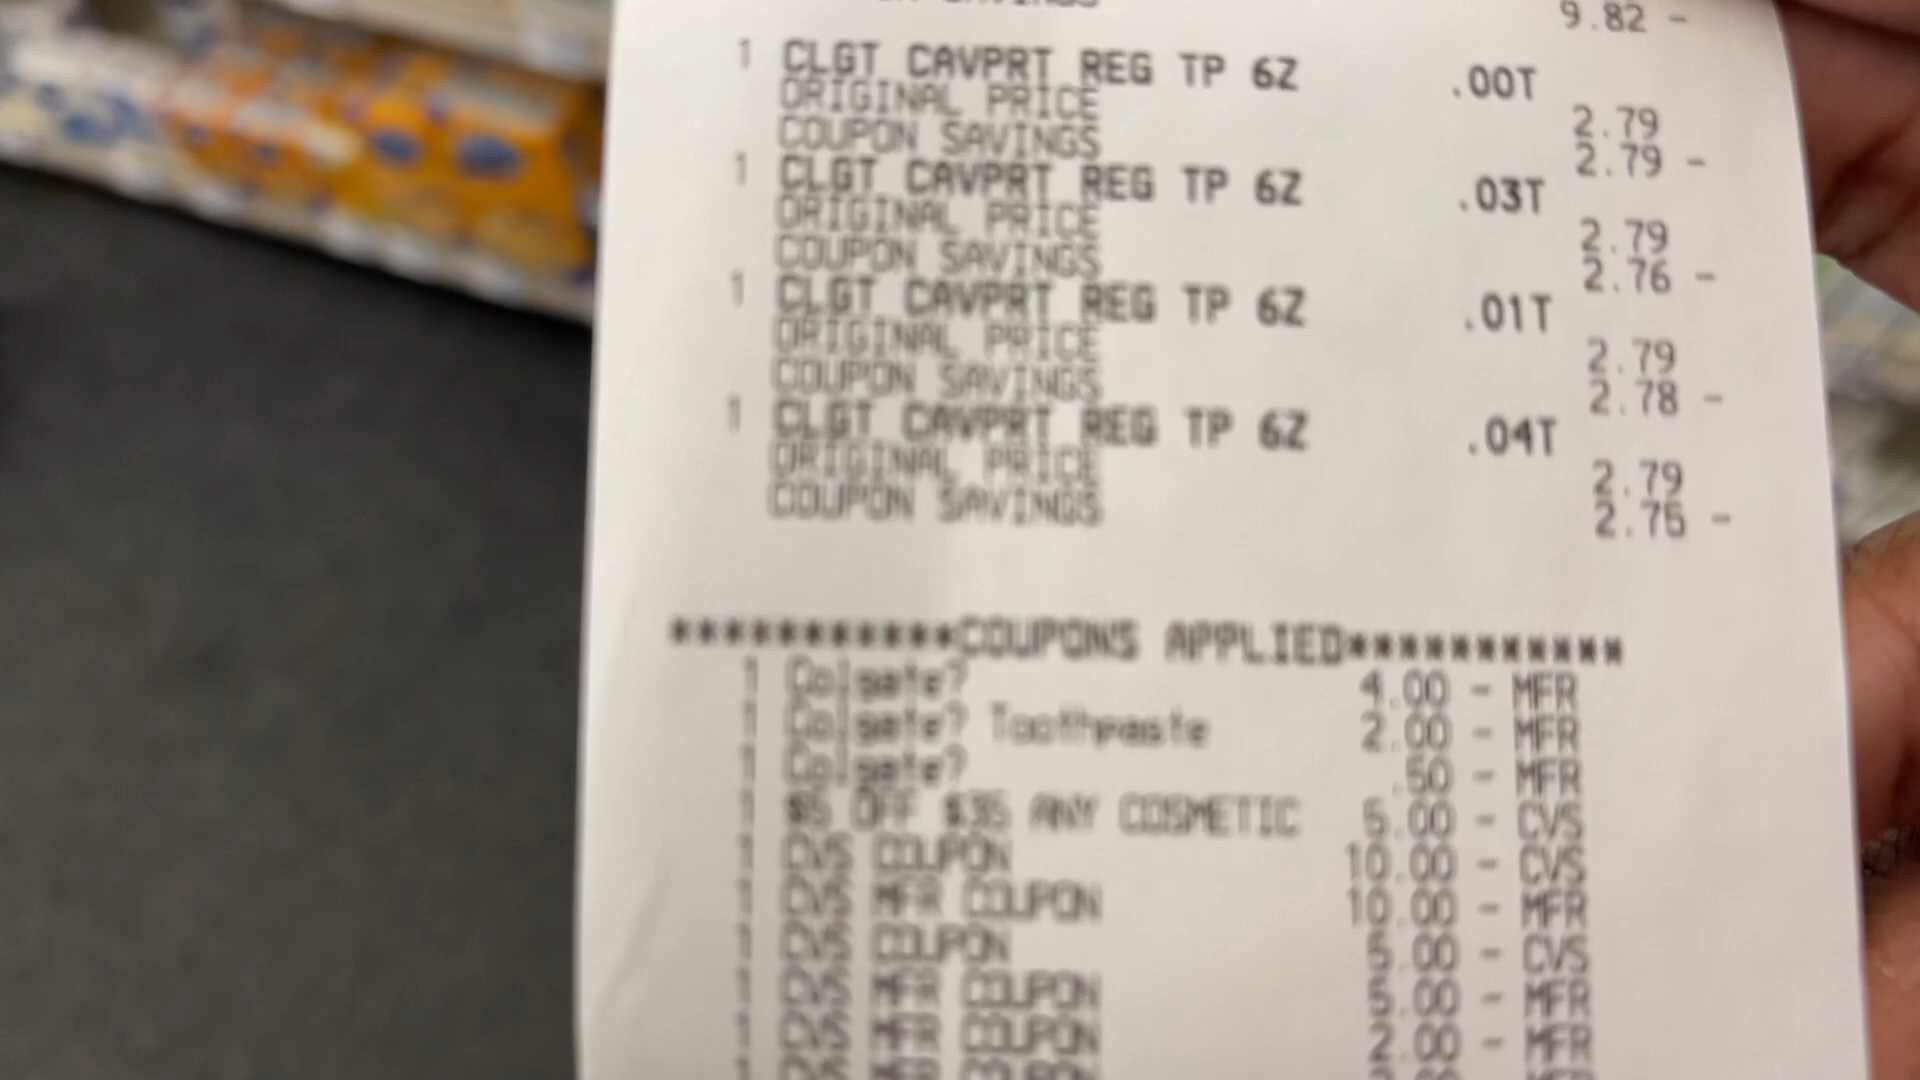 SAVINGS 9.82 -
1 CLGT CAVPRT REG TP 6Z .00T
ORIGINAL PRICE 2.79
COUPON SAVINGS 2.79 -
1 CLGT CAVPRT REG TP 6Z .03T
ORIGINAL PRICE 2.79
COUPON SAVINGS 2.76 -
1 CLGT CAVPRT REG TP 6Z .01T
ORIGINAL PRICE 2.79
COUPON SAVINGS 2.78 -
1 CLGT CAVPRT REG TP 6Z .04T
ORIGINAL PRICE 2.79
COUPON SAVINGS 2.75 -
***********COUPONS APPLIED***********
1 Colgate? 4.00 - MFR
1 Colgate? Toothpaste 2.00 - MFR
1 Colgate? .50 - MFR
1 $5 OFF $35 ANY COSMETIC 5.00 - CVS
1 CVS COUPON 10.00 - CVS
1 CVS MFR COUPON 10.00 - MFR
1 CVS COUPON 5.00 - CVS
1 CVS MFR COUPON 5.00 - MFR
1 CVS MFR COUPON 2.00 - MFR